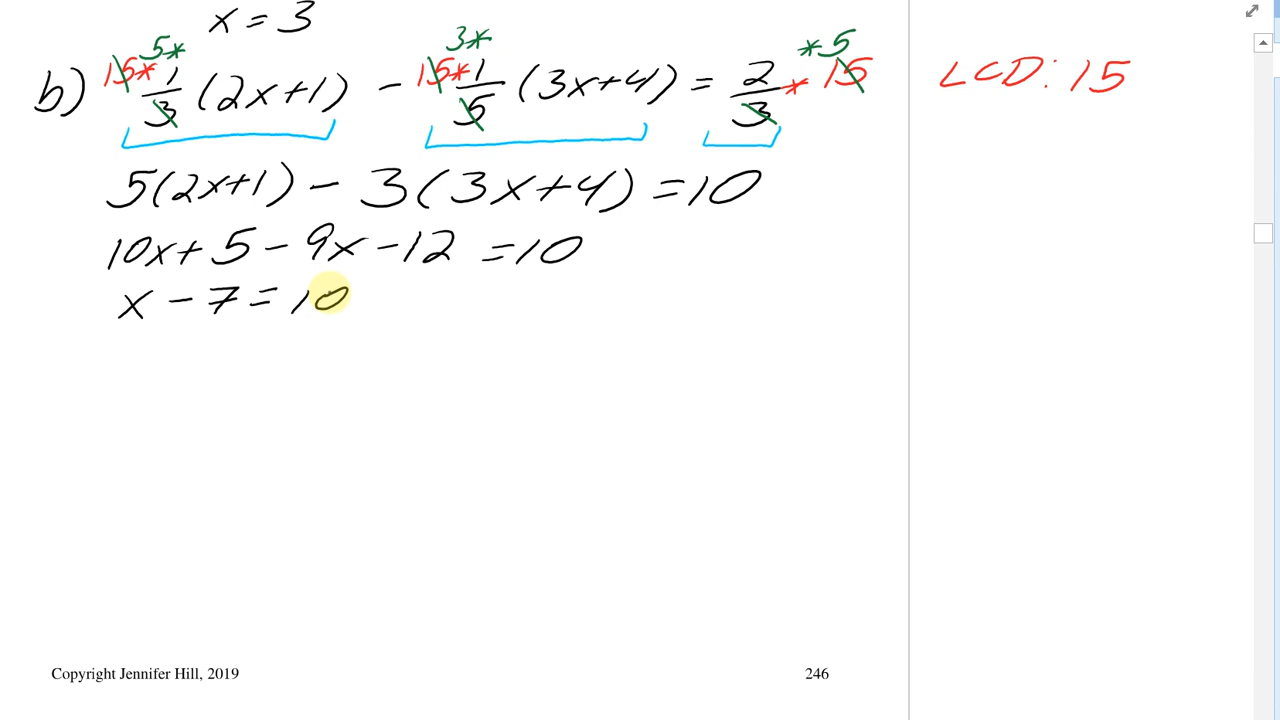 x = 3
b) 15* 5* 1/3 (2x+1) - 15* 3* 1/5 (3x+4) = 2/3 * 15 * 5 LCD: 15
5(2x+1) - 3(3x+4) = 10
10x + 5 - 9x - 12 = 10
x - 7 = 10
Copyright Jennifer Hill, 2019 246